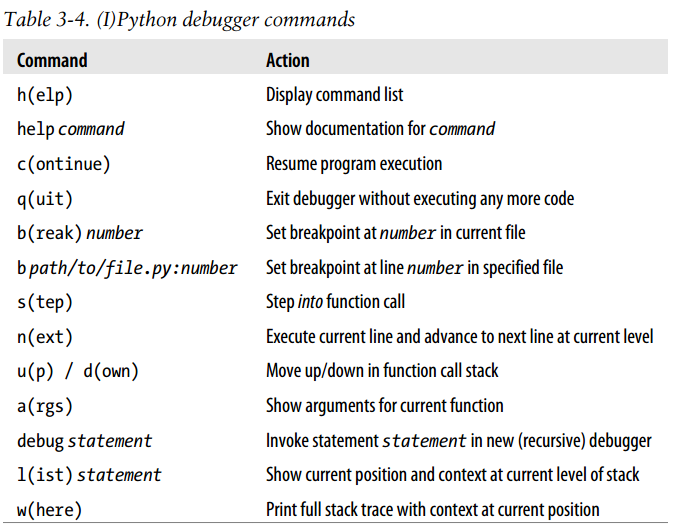 Table 3-4. (I)Python debugger commands
Command Action
h(elp) Display command list
help command Show documentation for command
c(ontinue) Resume program execution
q(uit) Exit debugger without executing any more code
b(reak) number Set breakpoint at number in current file
b path/to/file.py:number Set breakpoint at line number in specified file
s(tep) Step into function call
n(ext) Execute current line and advance to next line at current level
u(p) / d(own) Move up/down in function call stack
a(rgs) Show arguments for current function
debug statement Invoke statement statement in new (recursive) debugger
l(ist) statement Show current position and context at current level of stack
w(here) Print full stack trace with context at current position